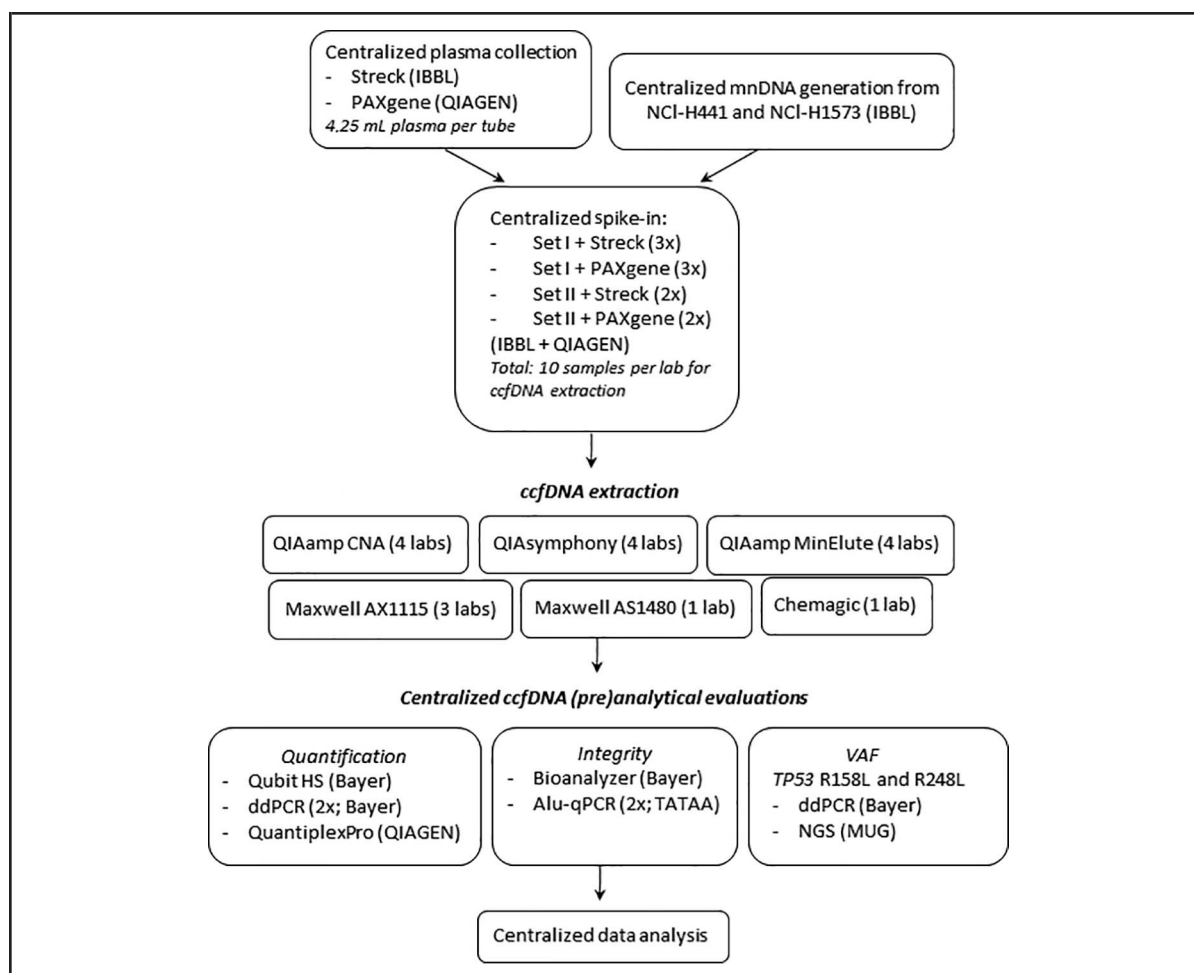 Centralized plasma collection
- Streck (IBBL)
- PAXgene (QIAGEN)
4,25 mL plasma per tube
Centralized mnDNA generation from
NCl-H441 and NCl-H1573 (IBBL)
Centralized spike-in:
- Set I + Streck (3x)
- Set I + PAXgene (3x)
- Set II + Streck (2x)
- Set II + PAXgene (2x)
(IBBL + QIAGEN)
Total: 10 samples per lab for
ccfDNA extraction
ccfDNA extraction
QIAamp CNA (4 labs)
QIAsymphony (4 labs)
QIAamp MinElute (4 labs)
Maxwell AX1115 (3 labs)
Maxwell AS1480 (1 lab)
Chemagic (1 lab)
Centralized ccfDNA (pre)analytical evaluations
Quantification
- Qubit HS (Bayer)
- ddPCR (2x; Bayer)
- QuantiplexPro (QIAGEN)
Integrity
- Bioanalyzer (Bayer)
- Alu-qPCR (2x; TATAA)
VAF
TP53 R158L and R248L
- ddPCR (Bayer)
- NGS (MUG)
Centralized data analysis